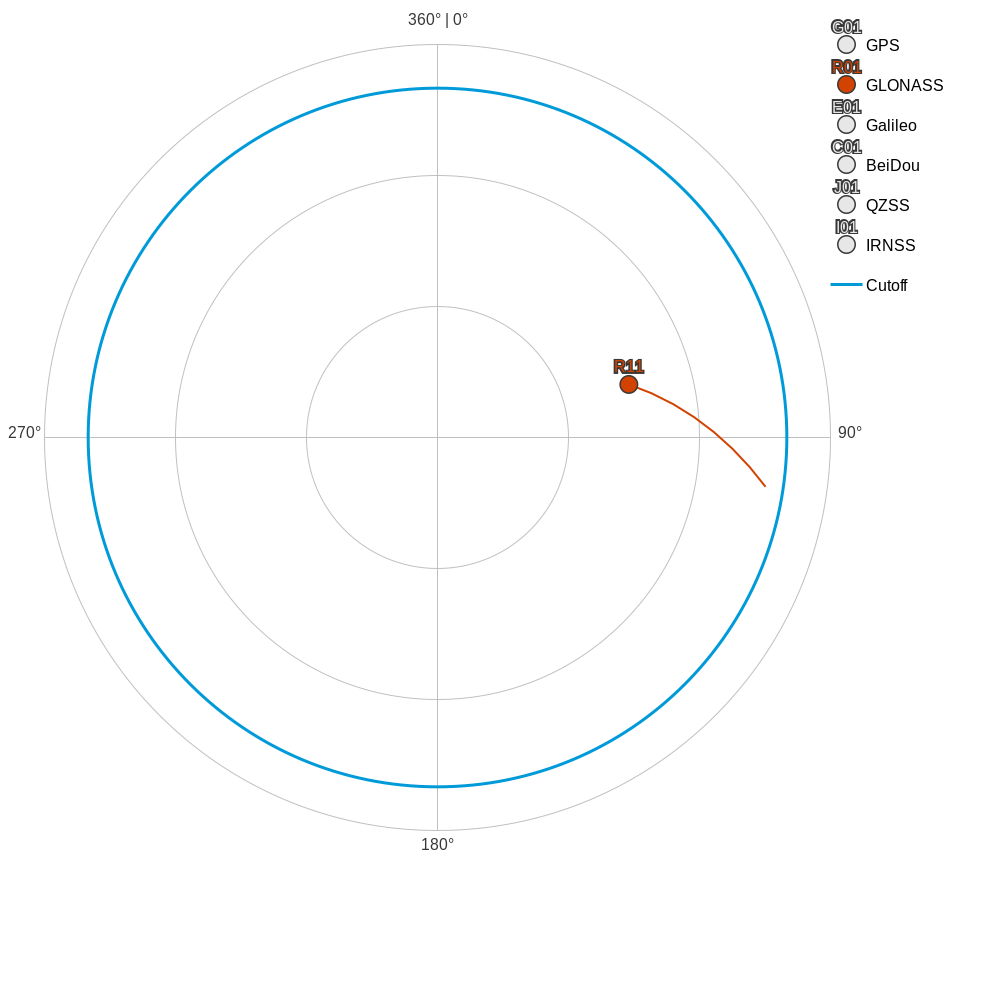 360° | 0°
G01
GPS
R01
GLONASS
E01
Galileo
C01
BeiDou
J01
QZSS
I01
IRNSS
Cutoff
R11
270°
90°
180°